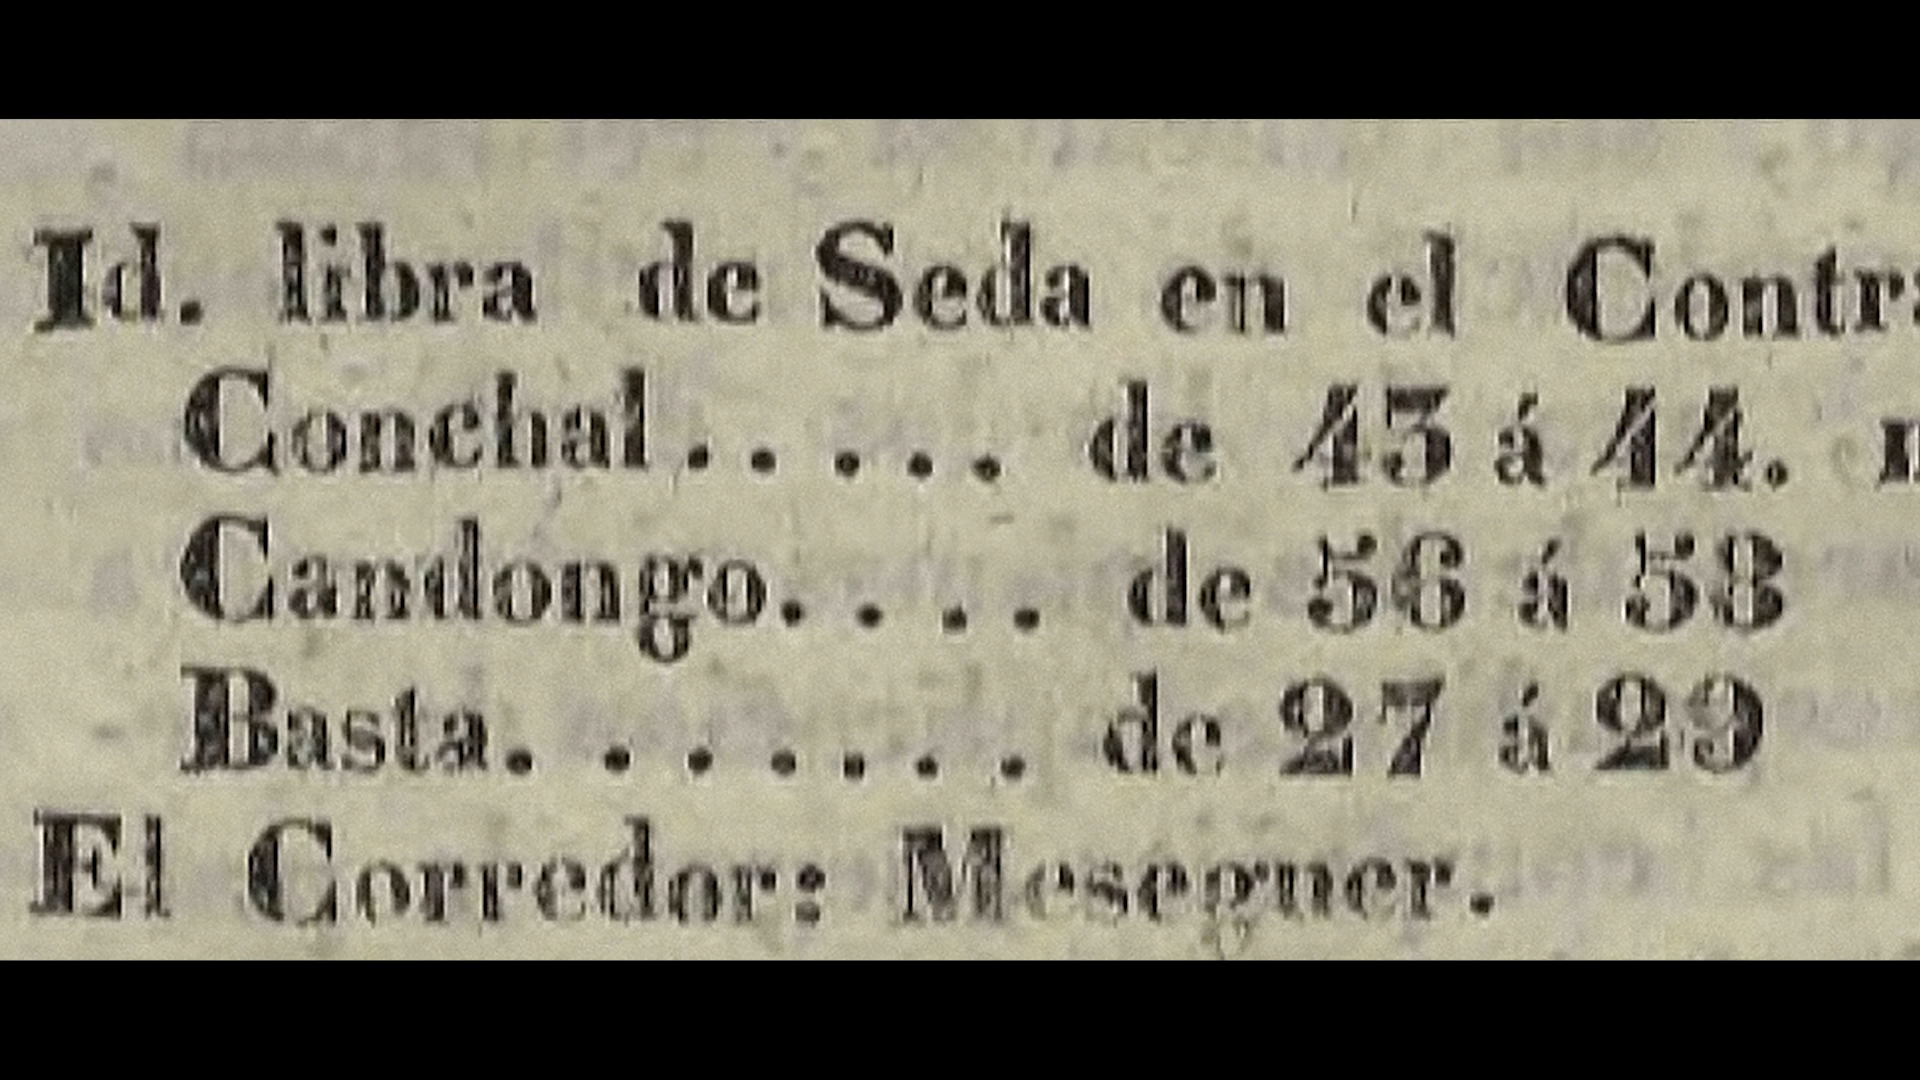 Id. libra de Seda en el Contr
Conchal..... de 43 á 44.
Candongo.... de 56 á 58
Basta....... de 27 á 29
El Corredor: Meseguer.